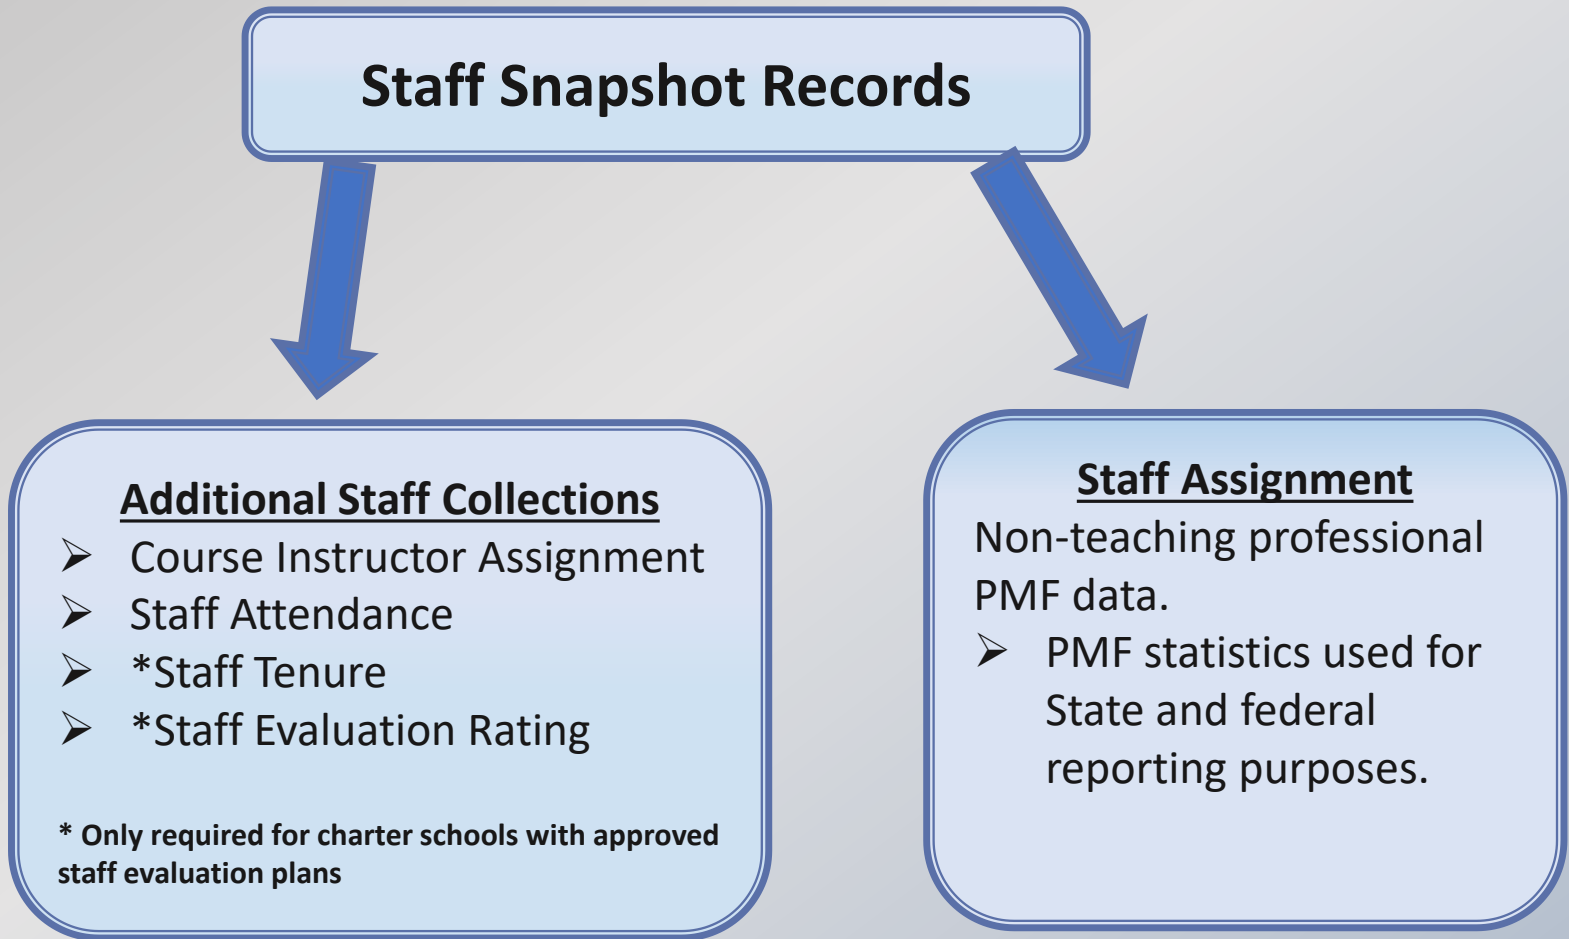 Staff Snapshot Records
Additional Staff Collections
➢ Course Instructor Assignment
➢ Staff Attendance
➢ *Staff Tenure
➢ *Staff Evaluation Rating
* Only required for charter schools with approved
staff evaluation plans
Staff Assignment
Non-teaching professional
PMF data.
➢ PMF statistics used for
State and federal
reporting purposes.